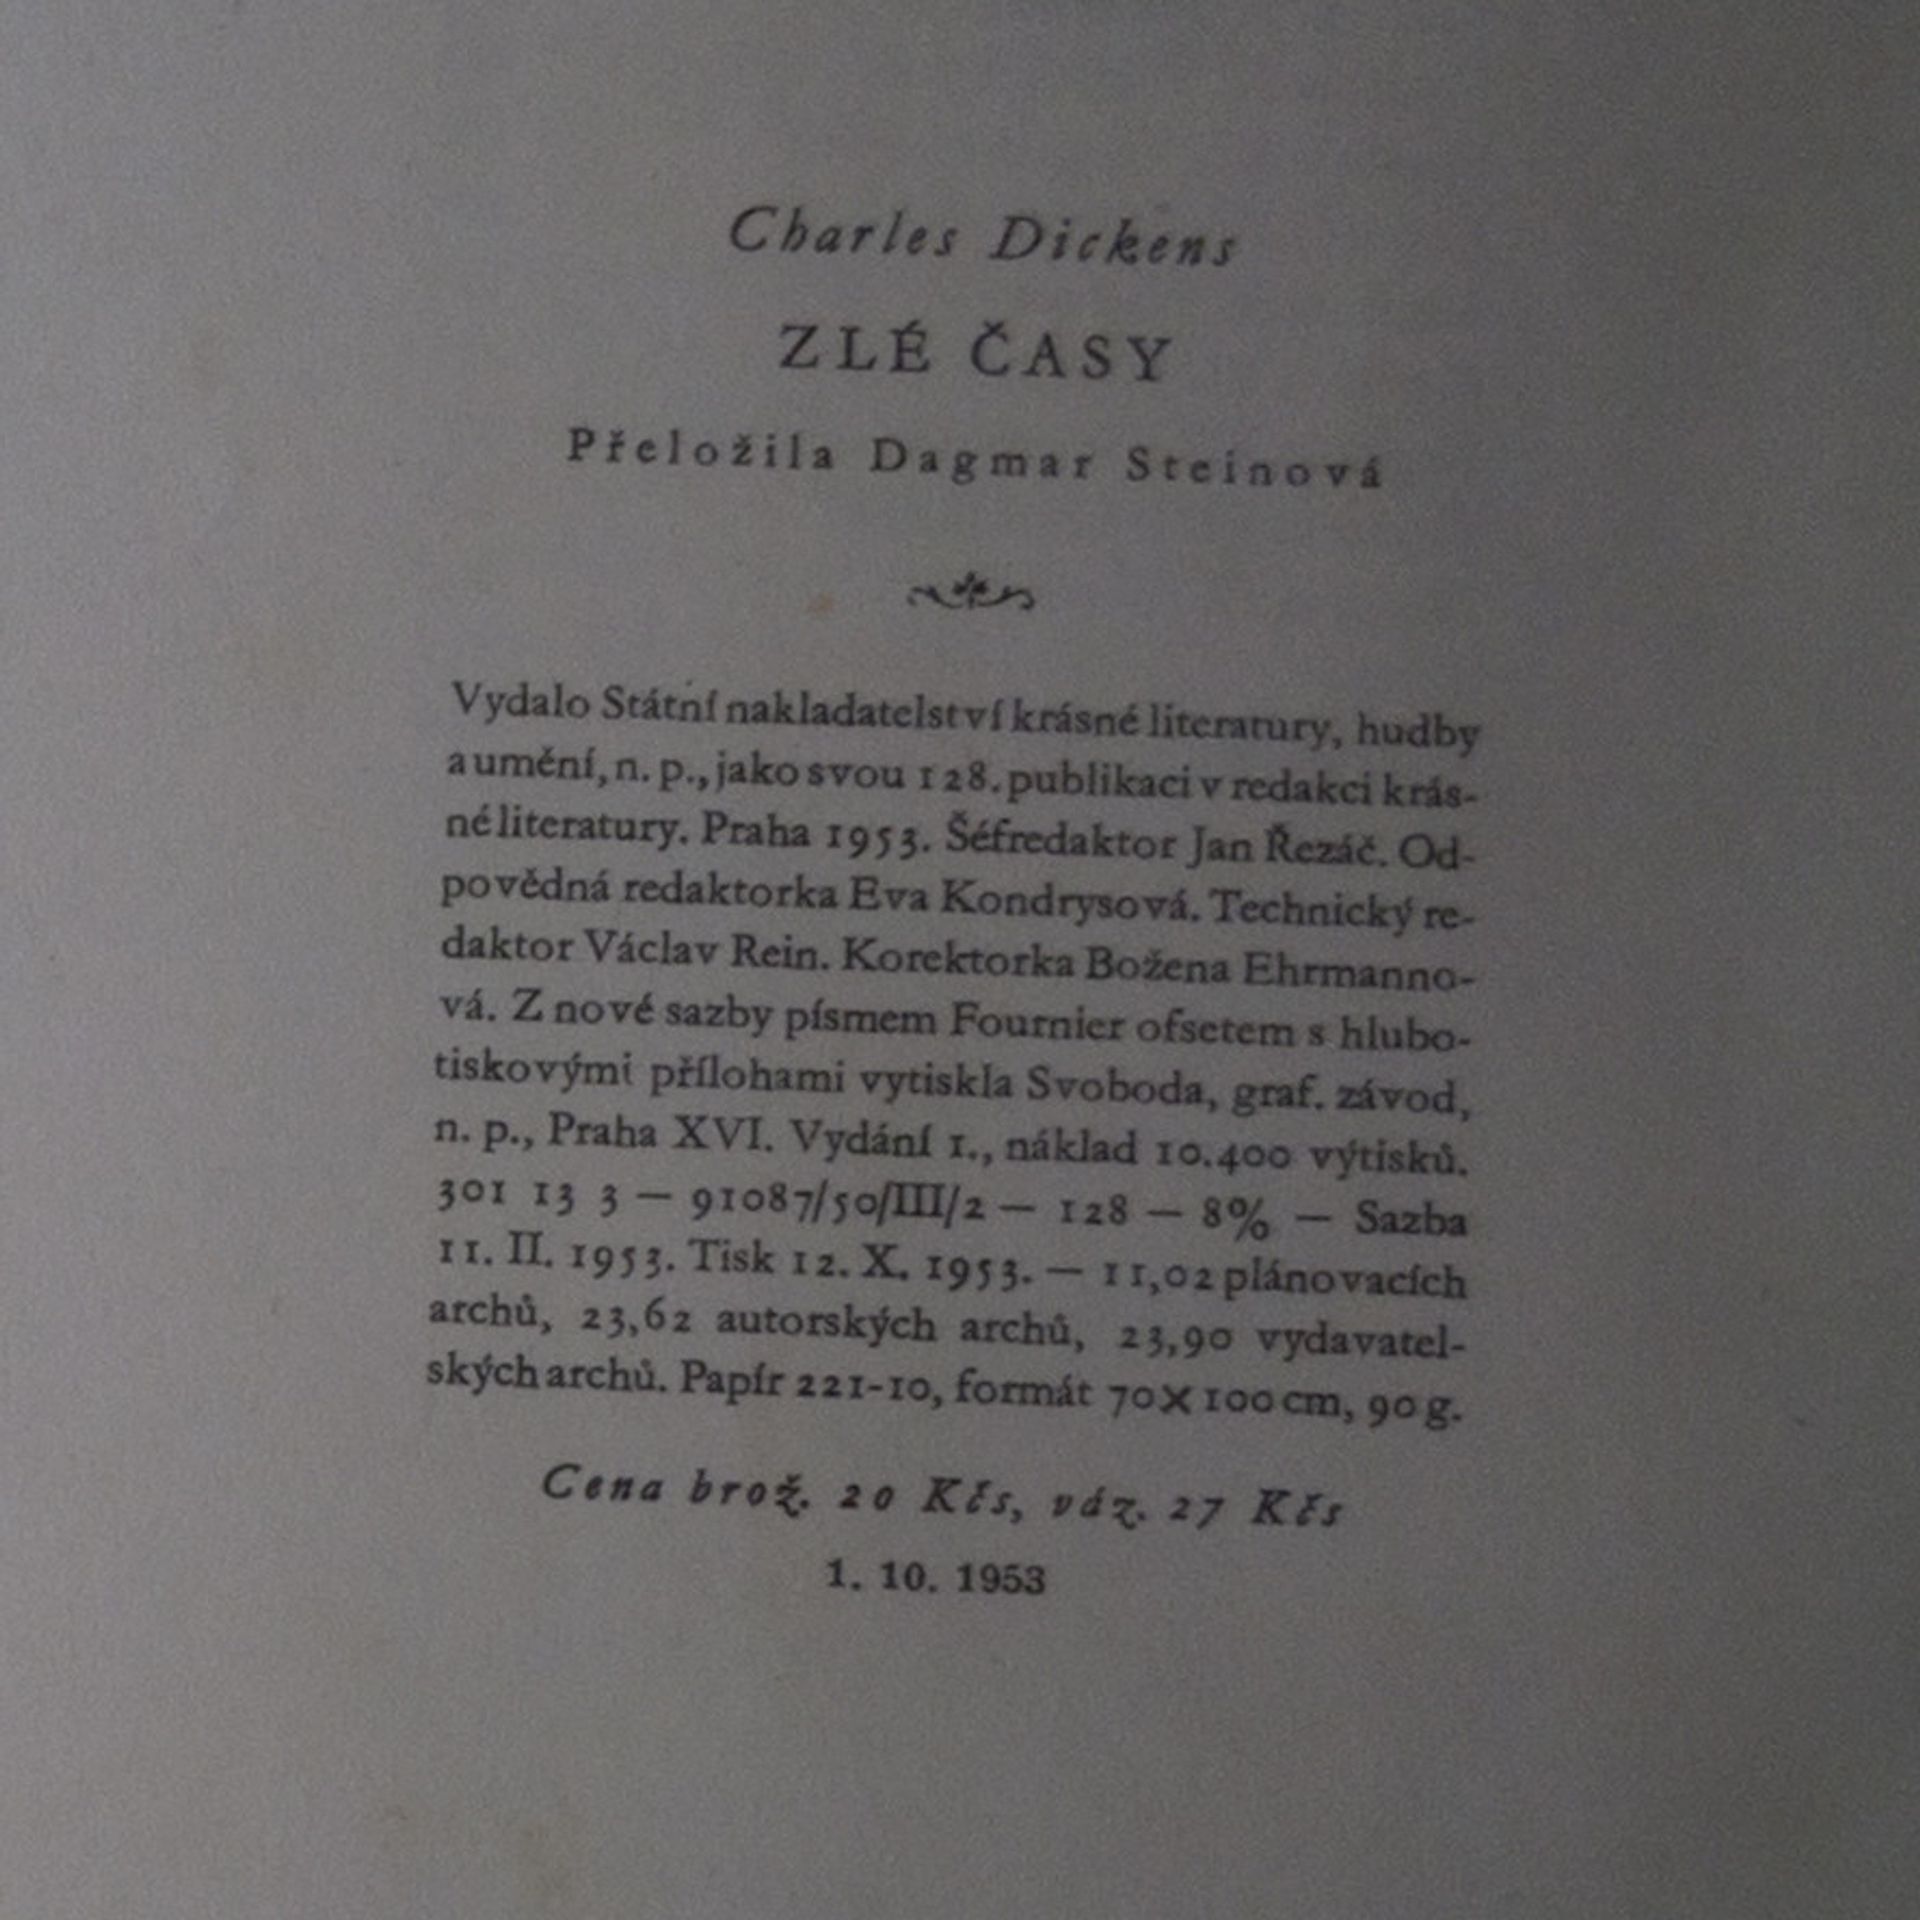 Charles Dickens
ZLÉ ČASY
Přeložila Dagmar Steinová
Vydalo Státní nakladatelství krásné literatury, hudby
a umění, n. p., jako svou 128. publikaci v redakci krás-
né literatury. Praha 1953. Šéfredaktor Jan Řezáč. Od-
povědná redaktorka Eva Kondrysová. Technický re-
daktor Václav Rein. Korektorka Božena Ehrmanno-
vá. Z nové sazby písmem Fournier ofsetem s hlubo-
tiskovými přílohami vytiskla Svoboda, graf. závod,
n. p., Praha XVI. Vydání 1., náklad 10.400 výtisků.
301 13 3 — 91087/50/III/2 — 128 — 8% — Sazba
11. II. 1953. Tisk 12. X. 1953. — 11,02 plánovacích
archů, 23,62 autorských archů, 23,90 vydavatel-
ských archů. Papír 221-10, formát 70X100 cm, 90 g.
Cena brož. 20 Kčs, váz. 27 Kčs
1. 10. 1953